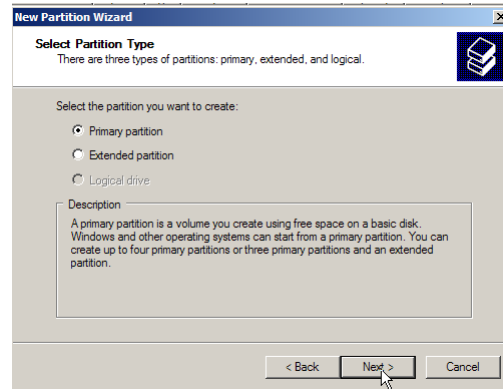 New Partition Wizard
Select Partition Type
There are three types of partitions: primary, extended, and logical.
Select the partition you want to create:
Primary partition
Extended partition
Logical drive
Description
A primary partition is a volume you create using free space on a basic disk.
Windows and other operating systems can start from a primary partition. You can
create up to four primary partitions or three primary partitions and an extended
partition.
< Back Next > Cancel